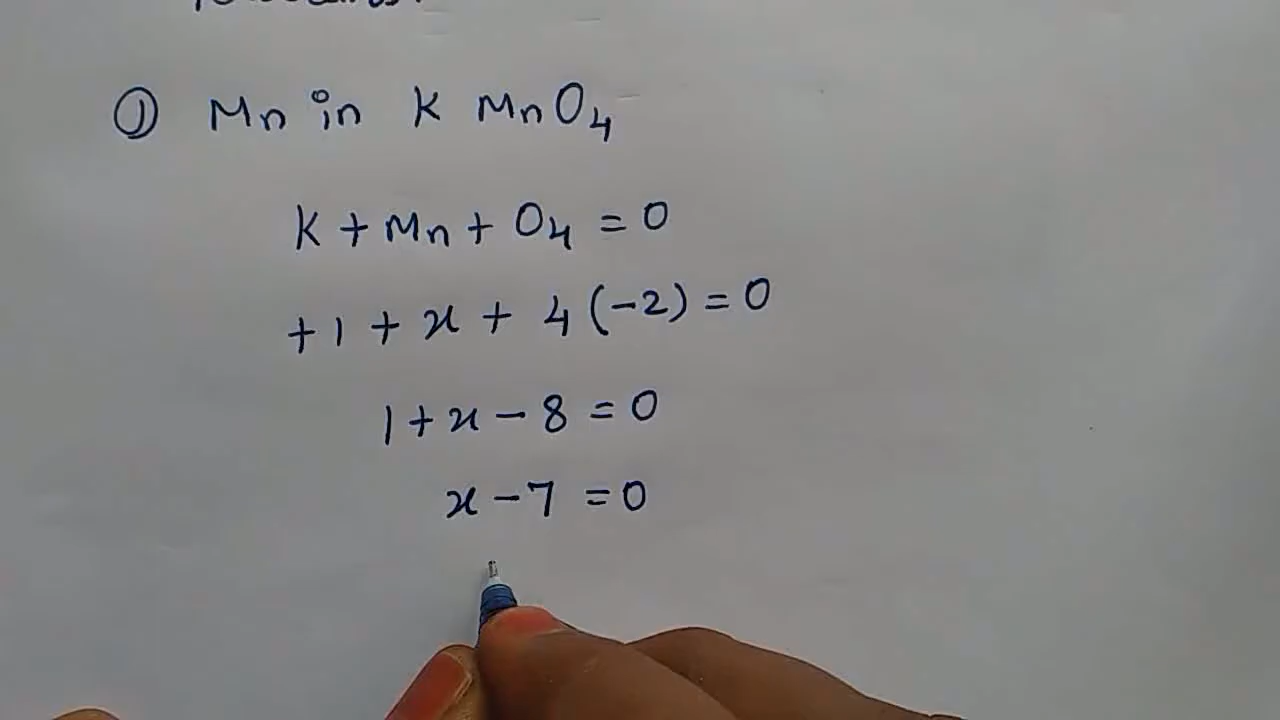 ① Mn in K MnO₄
K + Mn + O₄ = 0
+1 + x + 4 (-2) = 0
1 + x - 8 = 0
x - 7 = 0